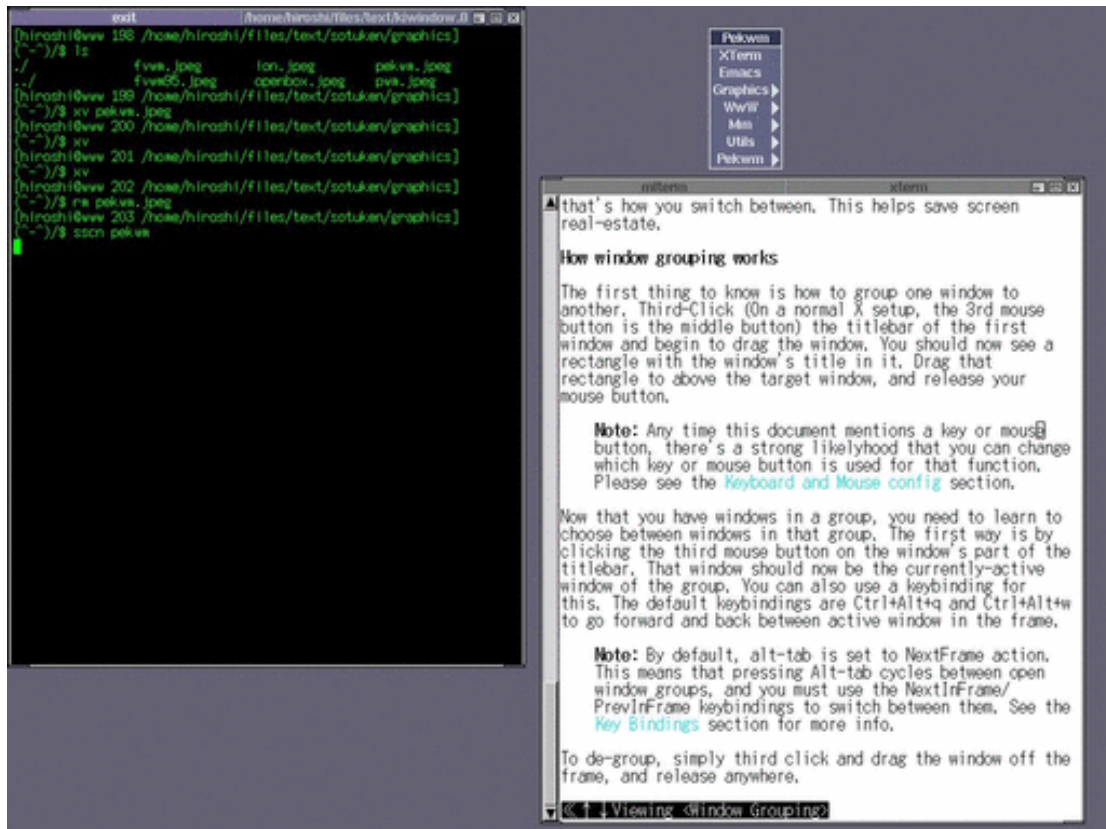 exit /home/hiroshi/files/text/kiwindow.0
[hiroshi@www 198 /home/hiroshi/files/text/sotuken/graphics]
(^-^)/$ ls
./ fvwm.jpeg ion.jpeg pekwm.jpeg
../ fvwm95.jpeg openbox.jpeg pwm.jpeg
[hiroshi@www 199 /home/hiroshi/files/text/sotuken/graphics]
(^-^)/$ xv pekwm.jpeg
[hiroshi@www 200 /home/hiroshi/files/text/sotuken/graphics]
(^-^)/$ xv
[hiroshi@www 201 /home/hiroshi/files/text/sotuken/graphics]
(^-^)/$ xv
[hiroshi@www 202 /home/hiroshi/files/text/sotuken/graphics]
(^-^)/$ rm pekwm.jpeg
[hiroshi@www 203 /home/hiroshi/files/text/sotuken/graphics]
(^-^)/$ sscn pekwm
Pekwm
XTerm
Emacs
Graphics
WwW
Mm
Utils
Pekwm
mlterm xterm
that's how you switch between. This helps save screen
real-estate.
How window grouping works
The first thing to know is how to group one window to
another. Third-Click (On a normal X setup, the 3rd mouse
button is the middle button) the titlebar of the first
window and begin to drag the window. You should now see a
rectangle with the window's title in it. Drag that
rectangle to above the target window, and release your
mouse button.
Note: Any time this document mentions a key or mouse
button, there's a strong likelyhood that you can change
which key or mouse button is used for that function.
Please see the Keyboard and Mouse config section.
Now that you have windows in a group, you need to learn to
choose between windows in that group. The first way is by
clicking the third mouse button on the window's part of the
titlebar. That window should now be the currently-active
window of the group. You can also use a keybinding for
this. The default keybindings are Ctrl+Alt+q and Ctrl+Alt+w
to go forward and back between active window in the frame.
Note: By default, alt-tab is set to NextFrame action.
This means that pressing Alt-tab cycles between open
window groups, and you must use the NextInFrame/
PrevInFrame keybindings to switch between them. See the
Key Bindings section for more info.
To de-group, simply third click and drag the window off the
frame, and release anywhere.
≪ ↑ ↓ Viewing <Window Grouping>